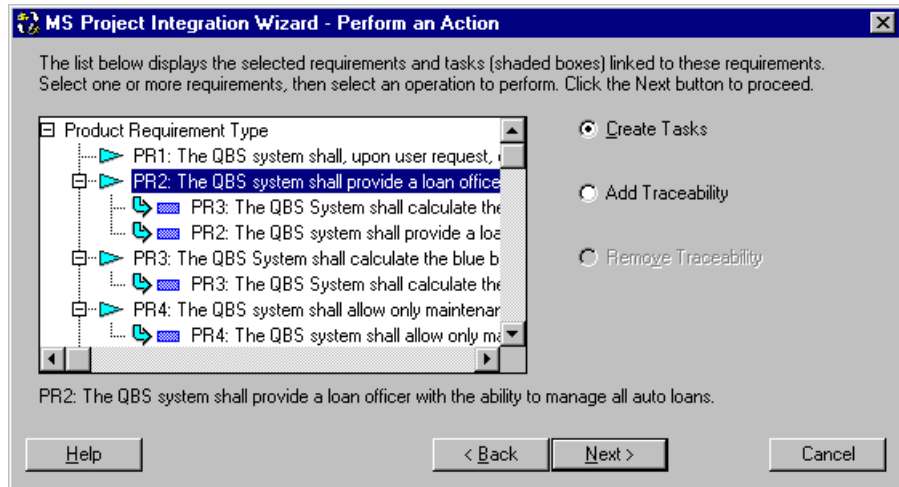 MS Project Integration Wizard - Perform an Action
The list below displays the selected requirements and tasks (shaded boxes) linked to these requirements.
Select one or more requirements, then select an operation to perform. Click the Next button to proceed.
Product Requirement Type
PR1: The QBS system shall, upon user request,
PR2: The QBS system shall provide a loan office
PR3: The QBS System shall calculate the
PR2: The QBS system shall provide a loa
PR3: The QBS System shall calculate the blue b
PR3: The QBS System shall calculate the
PR4: The QBS system shall allow only maintenan
PR4: The QBS system shall allow only ma
Create Tasks
Add Traceability
Remove Traceability
PR2: The QBS system shall provide a loan officer with the ability to manage all auto loans.
Help
< Back
Next >
Cancel